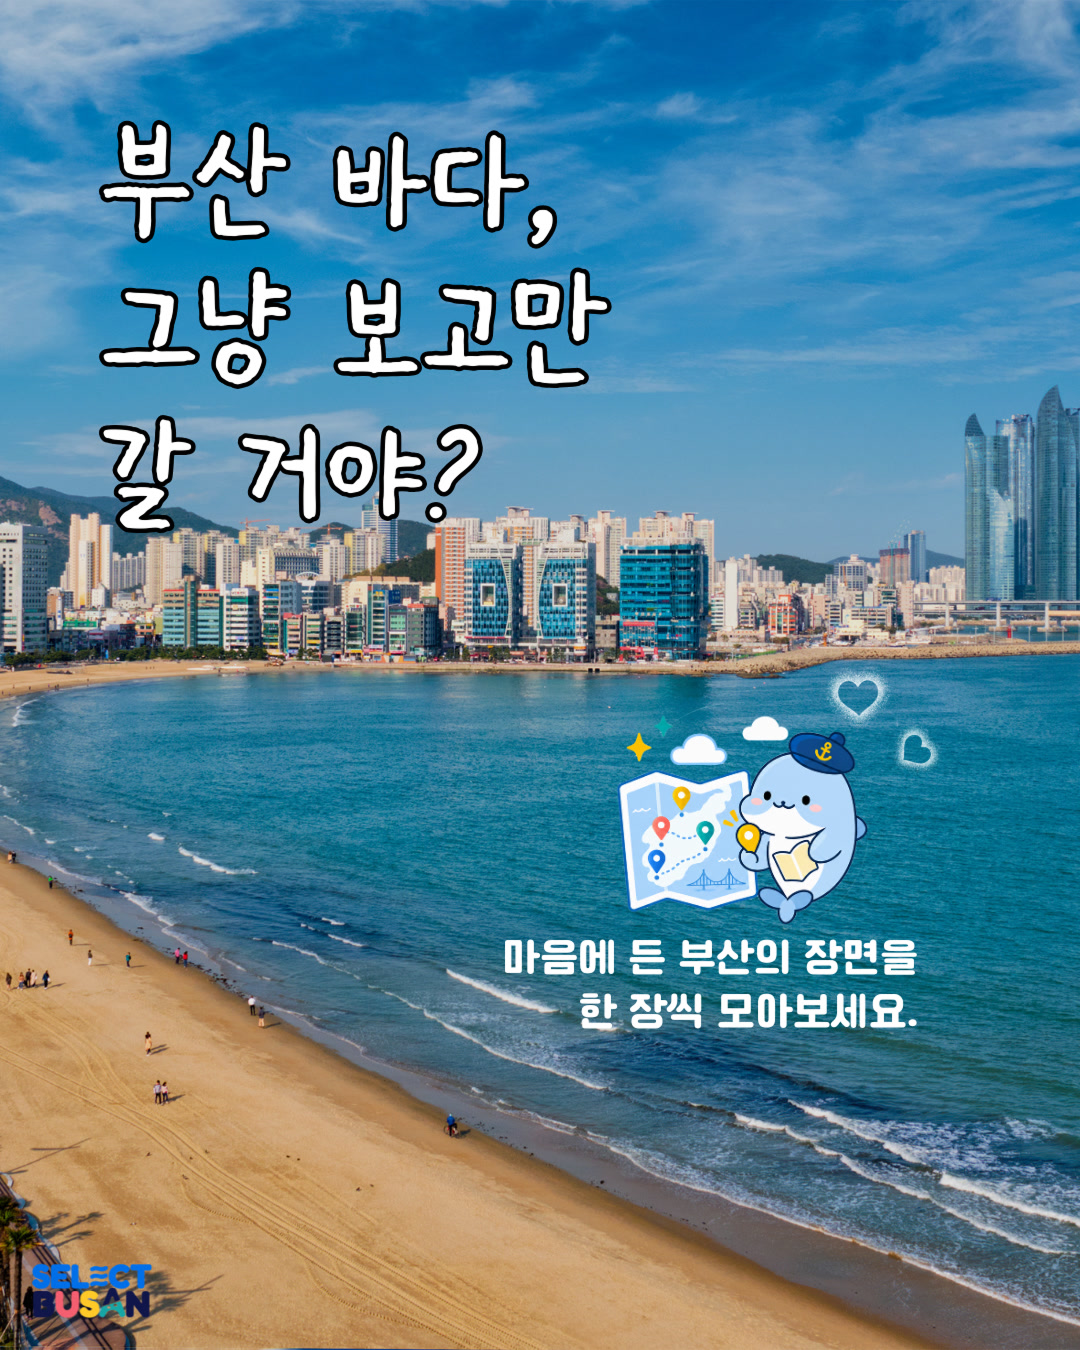 부산 바다,
그냥 보고만
갈 거야?
마음에 든 부산의 장면을
한 장씩 모아보세요.
SELECT
BUSAN